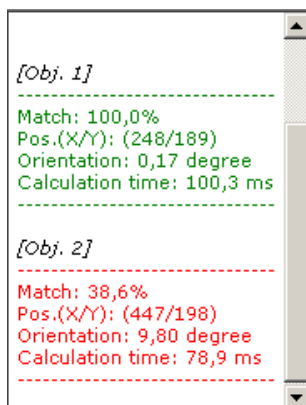 [Obj. 1]
------------------------------
Match: 100,0%
Pos.(X/Y): (248/189)
Orientation: 0,17 degree
Calculation time: 100,3 ms
------------------------------
[Obj. 2]
------------------------------
Match: 38,6%
Pos.(X/Y): (447/198)
Orientation: 9,80 degree
Calculation time: 78,9 ms
------------------------------